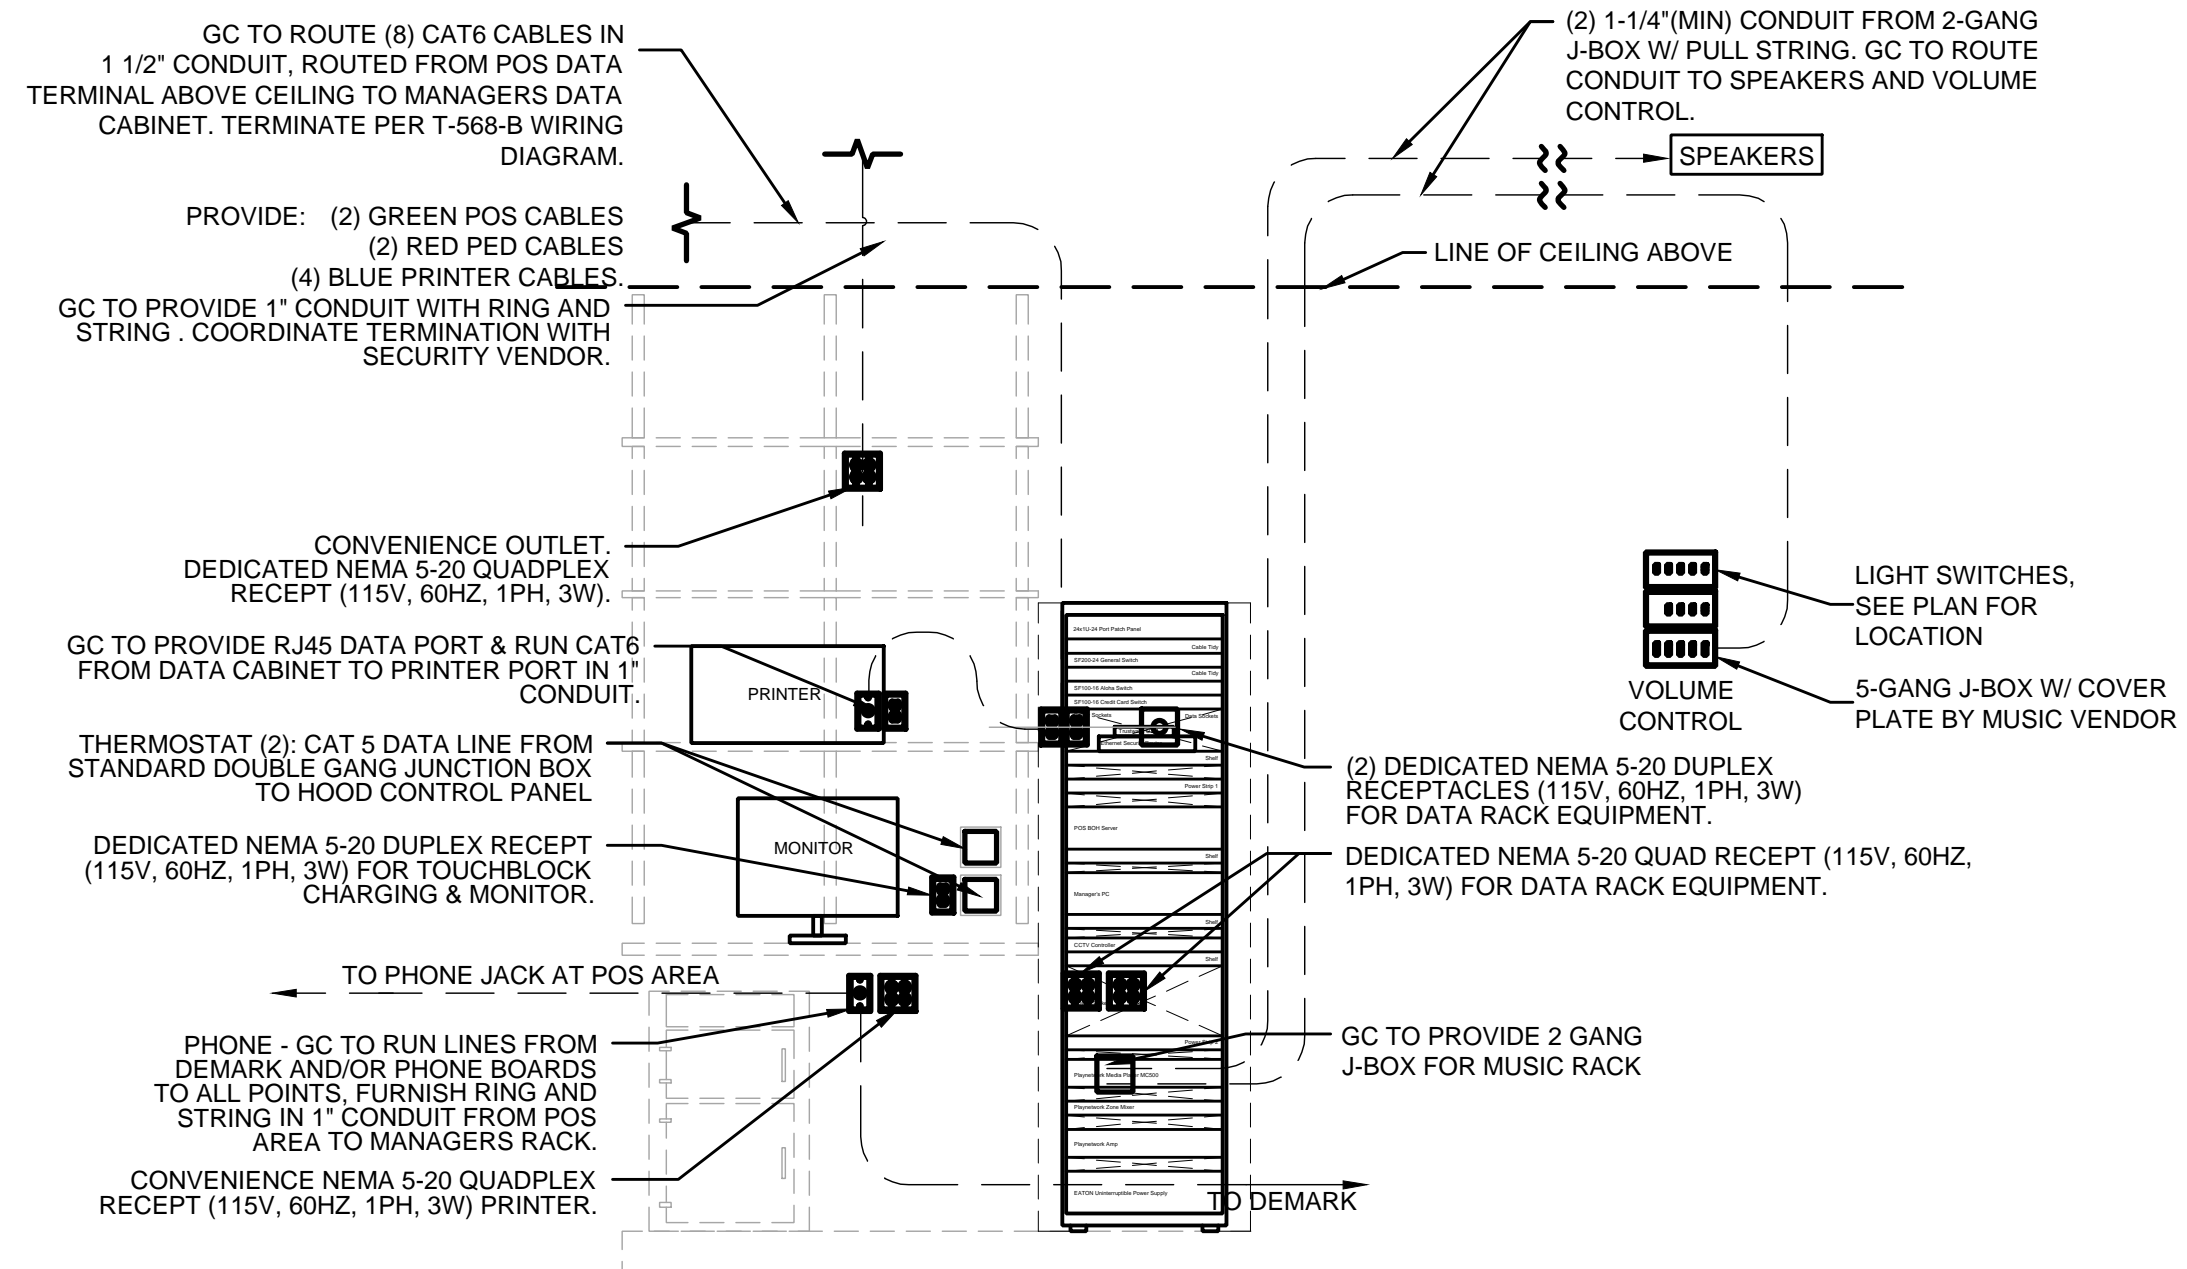 GC TO ROUTE (8) CAT6 CABLES IN
1 1/2" CONDUIT, ROUTED FROM POS DATA
TERMINAL ABOVE CEILING TO MANAGERS DATA
CABINET. TERMINATE PER T-568-B WIRING
DIAGRAM.
PROVIDE: (2) GREEN POS CABLES
(2) RED PED CABLES
(4) BLUE PRINTER CABLES.
GC TO PROVIDE 1" CONDUIT WITH RING AND
STRING . COORDINATE TERMINATION WITH
SECURITY VENDOR.
CONVENIENCE OUTLET.
DEDICATED NEMA 5-20 QUADPLEX
RECEPT (115V, 60HZ, 1PH, 3W).
GC TO PROVIDE RJ45 DATA PORT & RUN CAT6
FROM DATA CABINET TO PRINTER PORT IN 1"
CONDUIT.
THERMOSTAT (2): CAT 5 DATA LINE FROM
STANDARD DOUBLE GANG JUNCTION BOX
TO HOOD CONTROL PANEL
DEDICATED NEMA 5-20 DUPLEX RECEPT
(115V, 60HZ, 1PH, 3W) FOR TOUCHBLOCK
CHARGING & MONITOR.
TO PHONE JACK AT POS AREA
PHONE - GC TO RUN LINES FROM
DEMARK AND/OR PHONE BOARDS
TO ALL POINTS, FURNISH RING AND
STRING IN 1" CONDUIT FROM POS
AREA TO MANAGERS RACK.
CONVENIENCE NEMA 5-20 QUADPLEX
RECEPT (115V, 60HZ, 1PH, 3W) PRINTER.
PRINTER
MONITOR
24x1U-24 Port Patch Panel
Cable Tidy
SF200-24 General Switch
Cable Tidy
SF100-16 Aloha Switch
SF100-16 Credit Card Switch
Sockets
Data Sockets
Ethernet
Shelf
Power Strip 1
POS BOH Server
Shelf
Manager's PC
Shelf
CCTV Controller
Shelf
Power Strip
Playnetwork Media Player MC500
Playnetwork Zone Mixer
Playnetwork Amp
EATON Uninterruptible Power Supply
TO DEMARK
(2) 1-1/4"(MIN) CONDUIT FROM 2-GANG
J-BOX W/ PULL STRING. GC TO ROUTE
CONDUIT TO SPEAKERS AND VOLUME
CONTROL.
SPEAKERS
LINE OF CEILING ABOVE
LIGHT SWITCHES,
SEE PLAN FOR
LOCATION
VOLUME
CONTROL
5-GANG J-BOX W/ COVER
PLATE BY MUSIC VENDOR
(2) DEDICATED NEMA 5-20 DUPLEX
RECEPTACLES (115V, 60HZ, 1PH, 3W)
FOR DATA RACK EQUIPMENT.
DEDICATED NEMA 5-20 QUAD RECEPT (115V, 60HZ,
1PH, 3W) FOR DATA RACK EQUIPMENT.
GC TO PROVIDE 2 GANG
J-BOX FOR MUSIC RACK